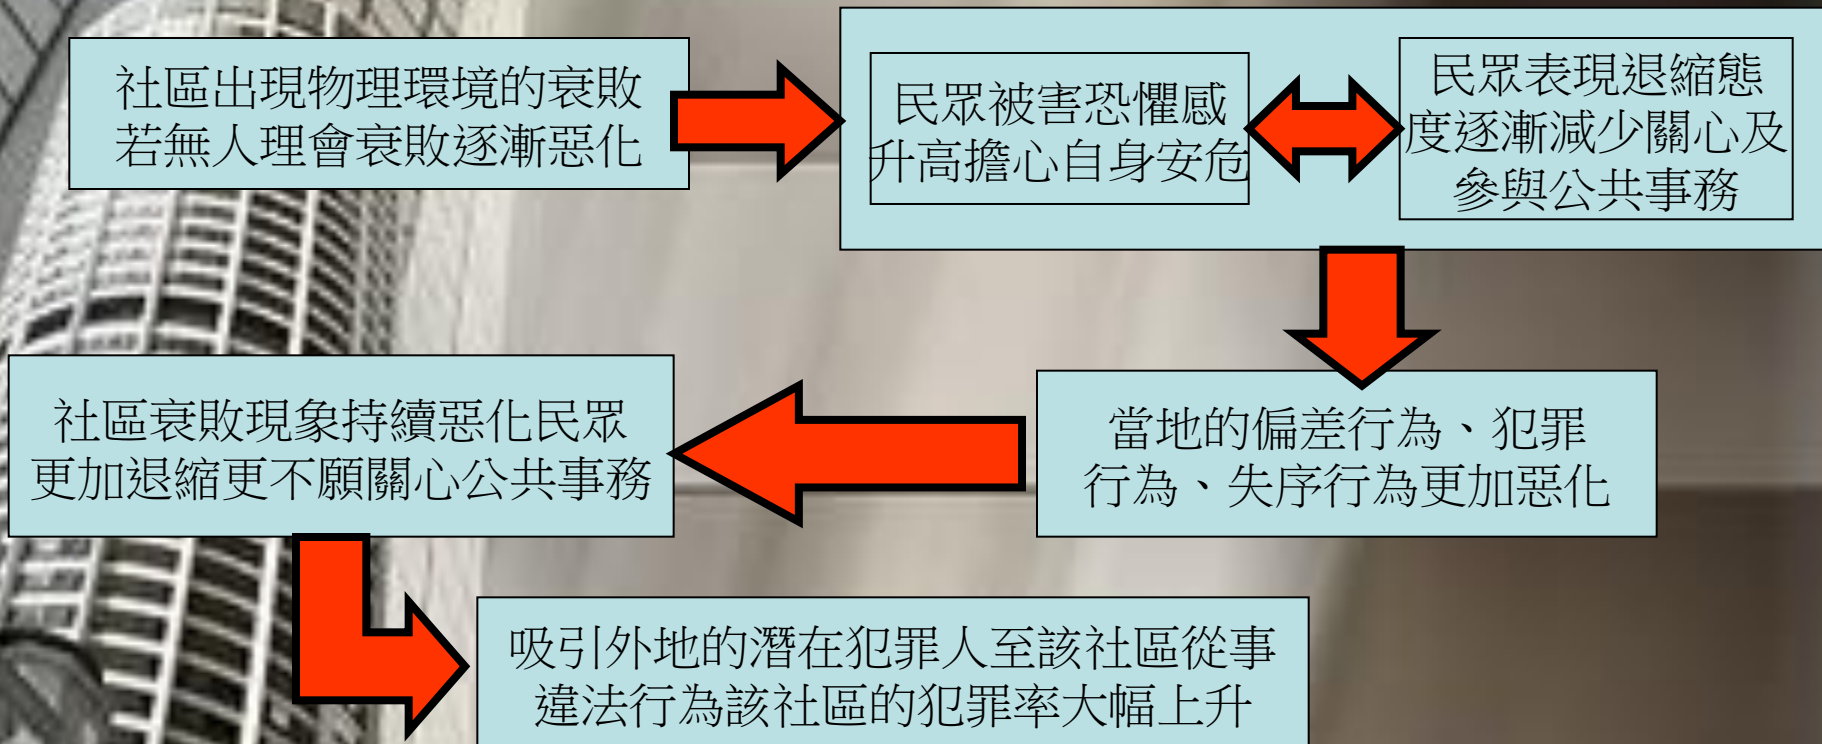 社區出現物理環境的衰敗
若無人理會衰敗逐漸惡化
民眾被害恐懼感
升高擔心自身安危
民眾表現退縮態
度逐漸減少關心及
參與公共事務
當地的偏差行為、犯罪
行為、失序行為更加惡化
社區衰敗現象持續惡化民眾
更加退縮更不願關心公共事務
吸引外地的潛在犯罪人至該社區從事
違法行為該社區的犯罪率大幅上升